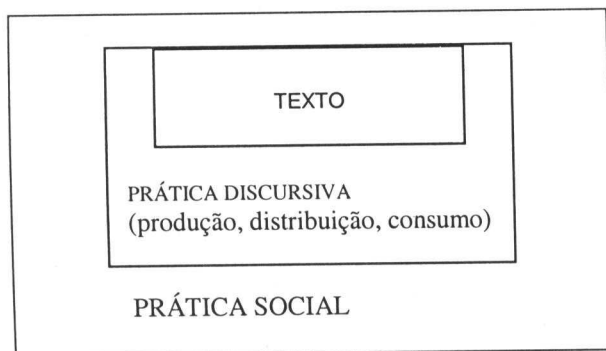 TEXTO
PRÁTICA DISCURSIVA
(produção, distribuição, consumo)
PRÁTICA SOCIAL